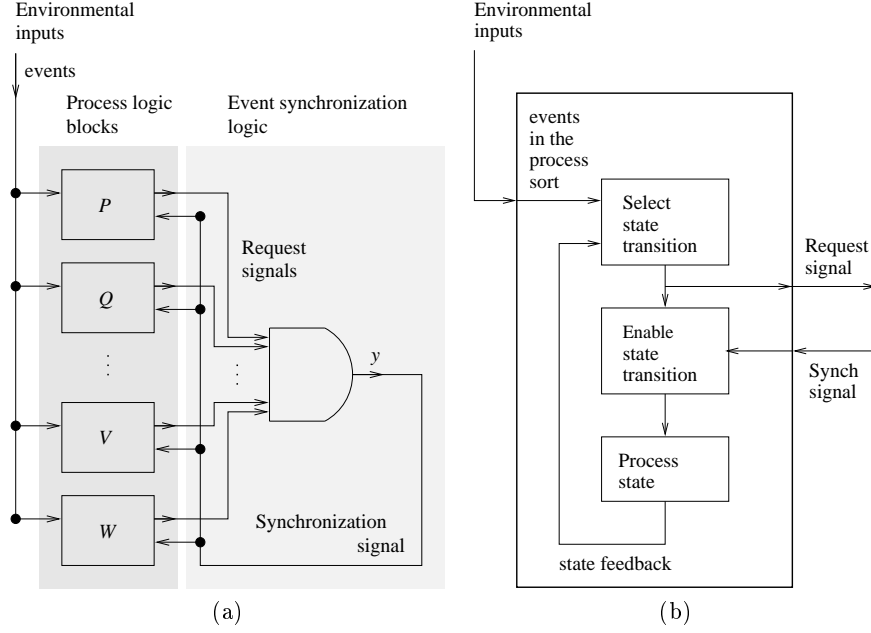 Environmental
inputs
events
Process logic
blocks
Event synchronization
logic
P
Q
V
W
Request
signals
y
Synchronization
signal
(a)
Environmental
inputs
events
in the
process
sort
Select
state
transition
Request
signal
Enable
state
transition
Synch
signal
Process
state
state feedback
(b)